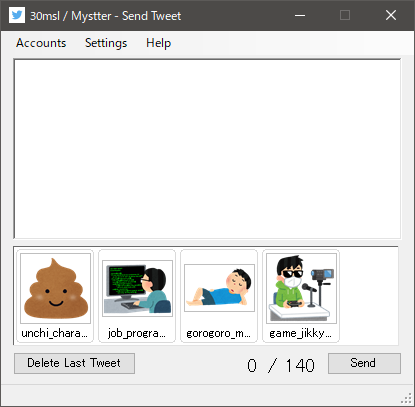 30msl / Mystter - Send Tweet
Accounts Settings Help
unchi_chara... job_progra... gorogoro_m... game_jikky...
Delete Last Tweet 0 / 140 Send